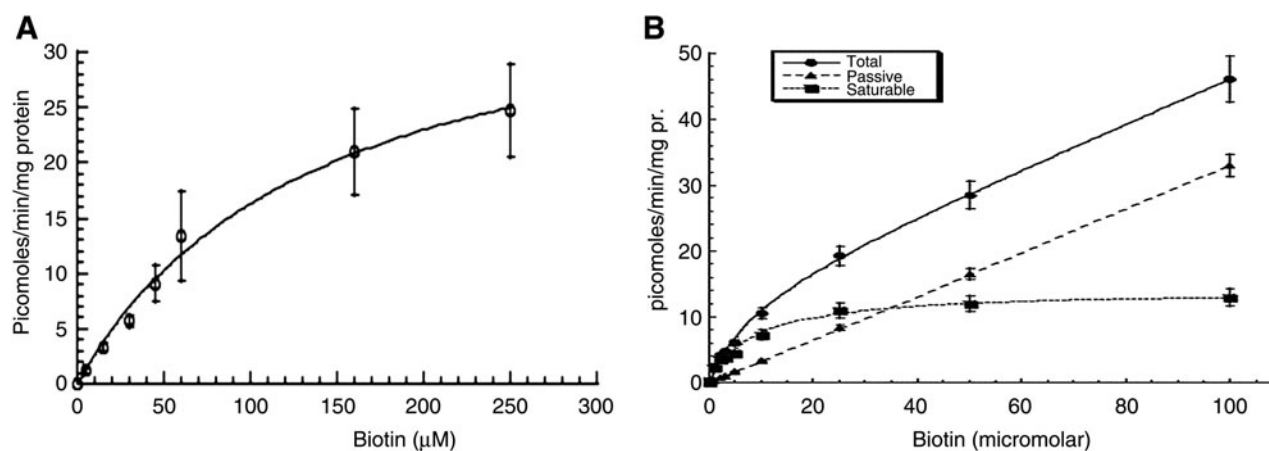 A
30
25
20
15
10
5
0
Picomoles/min/mg protein
0 50 100 150 200 250 300
Biotin (μM)
B
50
40
30
20
10
0
picomoles/min/mg pr.
Total
Passive
Saturable
0 20 40 60 80 100
Biotin (micromolar)